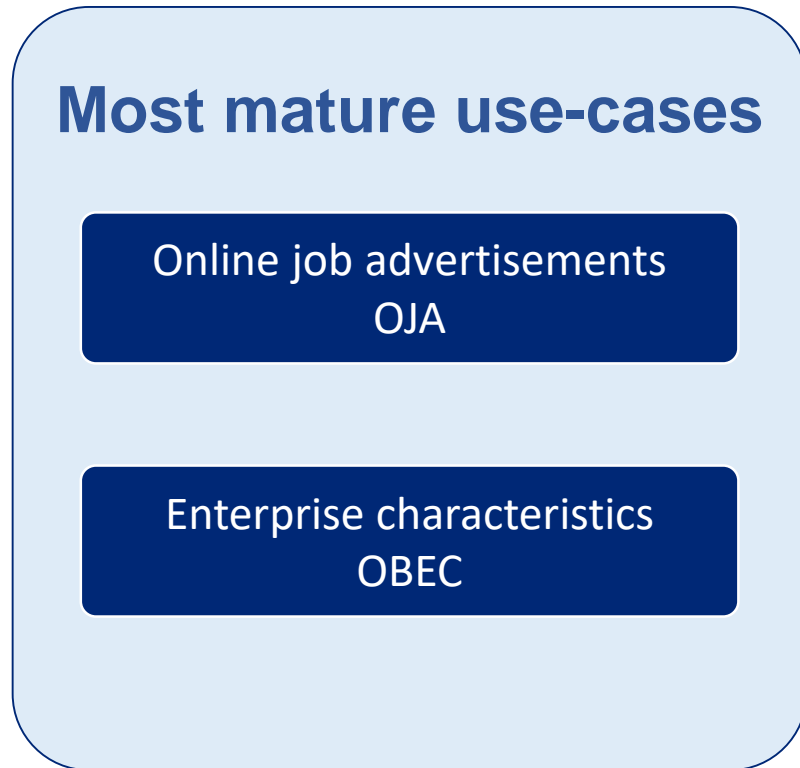 Most mature use-cases
Online job advertisements
OJA
Enterprise characteristics
OBEC